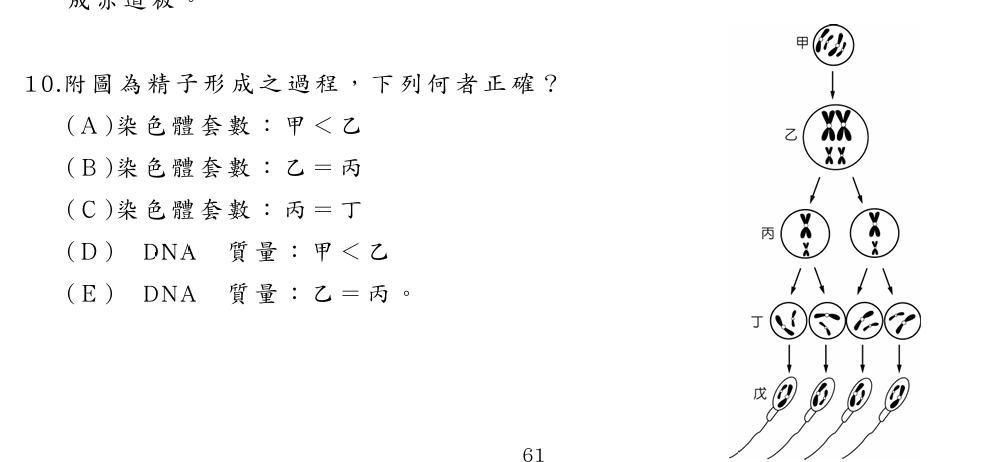 成赤道板。
10.附圖為精子形成之過程，下列何者正確？
(A)染色體套數：甲＜乙
(B)染色體套數：乙＝丙
(C)染色體套數：丙＝丁
(D) DNA 質量：甲＜乙
(E) DNA 質量：乙＝丙。
甲
乙
丙
丁
戊
61